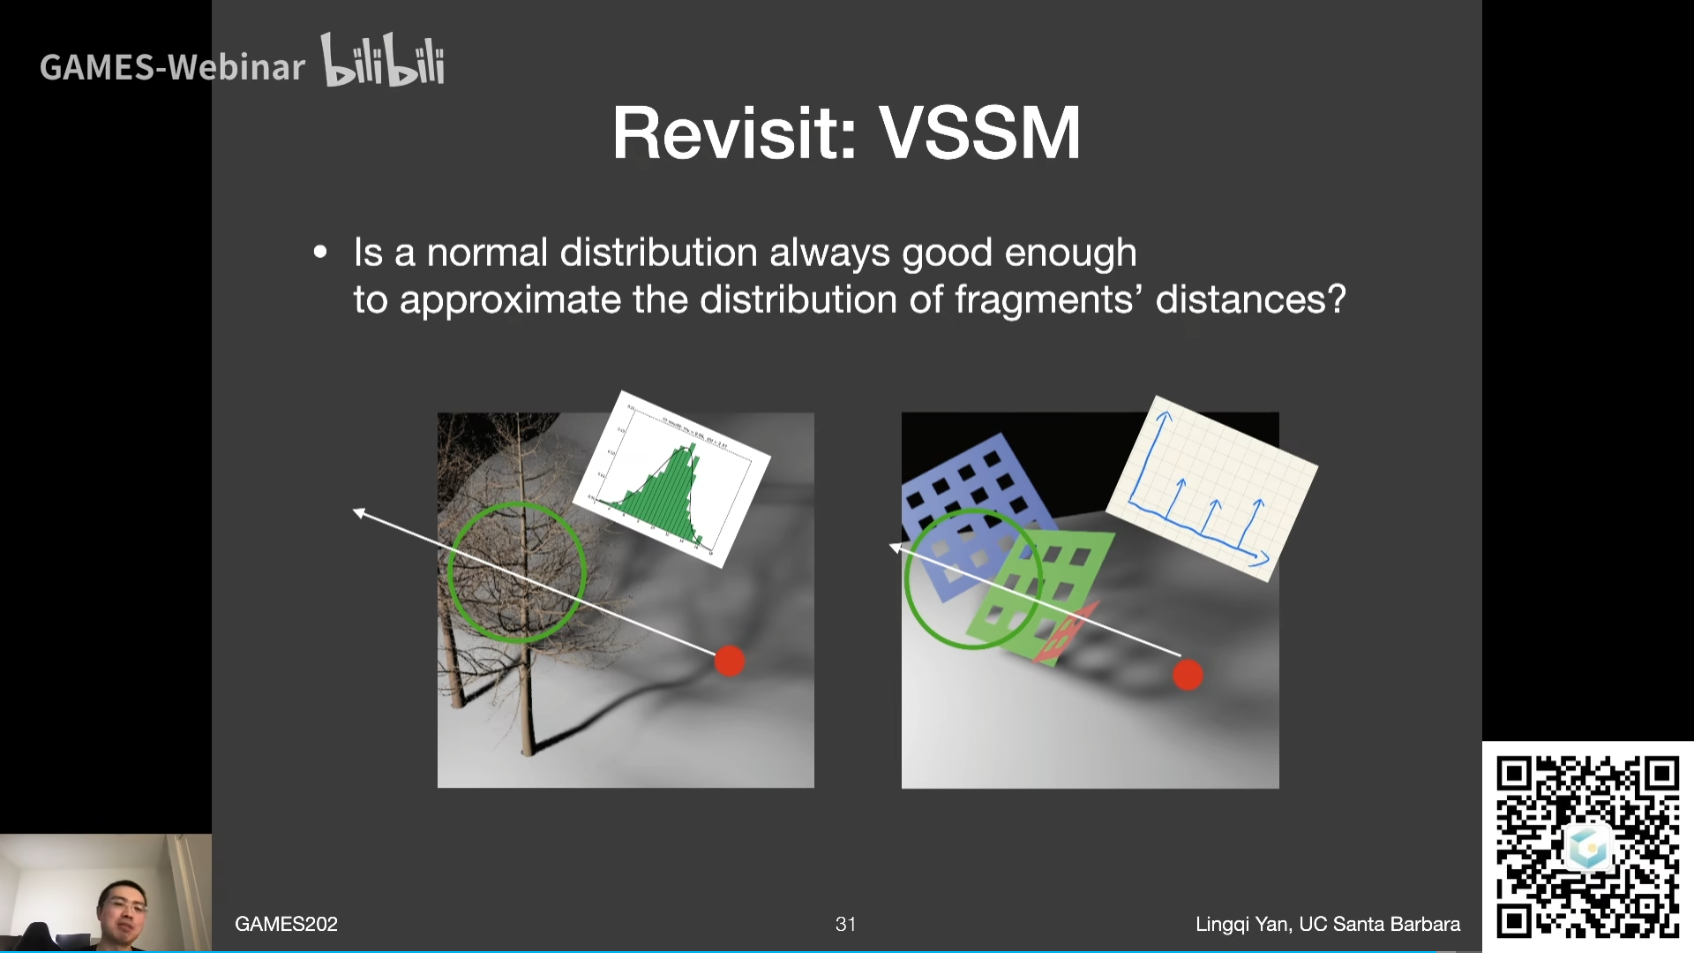 GAMES-Webinar bilibili
Revisit: VSSM
• Is a normal distribution always good enough
to approximate the distribution of fragments’ distances?
GAMES202
31
Lingqi Yan, UC Santa Barbara